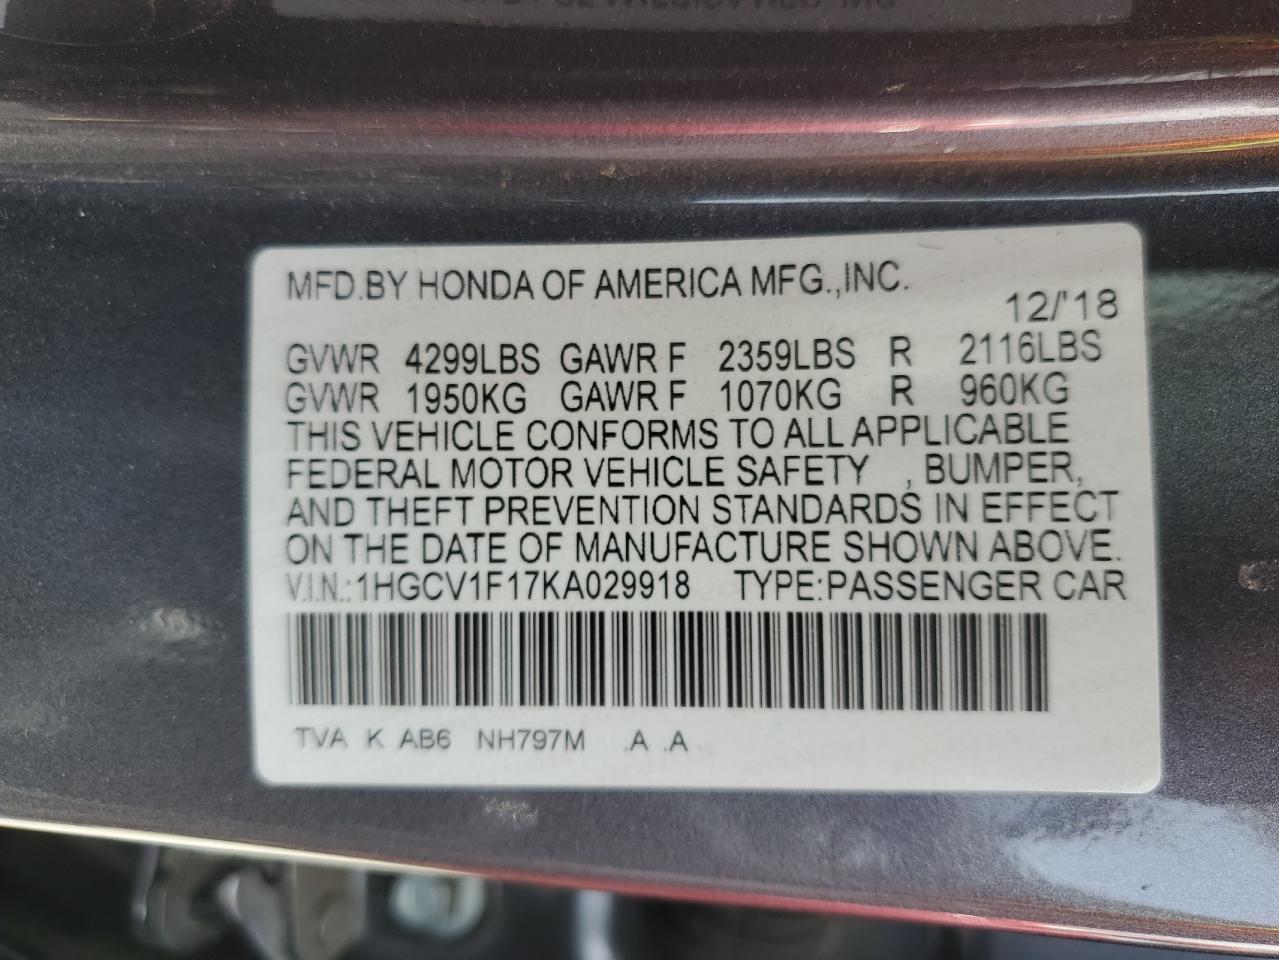 MFD.BY HONDA OF AMERICA MFG.,INC.
12/'18
GVWR 4299LBS GAWR F 2359LBS R 2116LBS
GVWR 1950KG GAWR F 1070KG R 960KG
THIS VEHICLE CONFORMS TO ALL APPLICABLE
FEDERAL MOTOR VEHICLE SAFETY , BUMPER,
AND THEFT PREVENTION STANDARDS IN EFFECT
ON THE DATE OF MANUFACTURE SHOWN ABOVE.
V.I.N.:1HGCV1F17KA029918 TYPE:PASSENGER CAR
TVA K AB6 NH797M .A .A